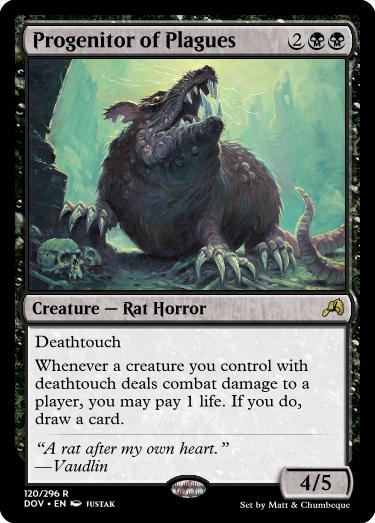 Progenitor of Plagues 2
Creature — Rat Horror
Deathtouch
Whenever a creature you control with
deathtouch deals combat damage to a
player, you may pay 1 life. If you do,
draw a card.
“A rat after my own heart.”
—Vaudlin
4/5
120/296 R
DOV • EN JUSTAK
Set by Matt & Chumbeque